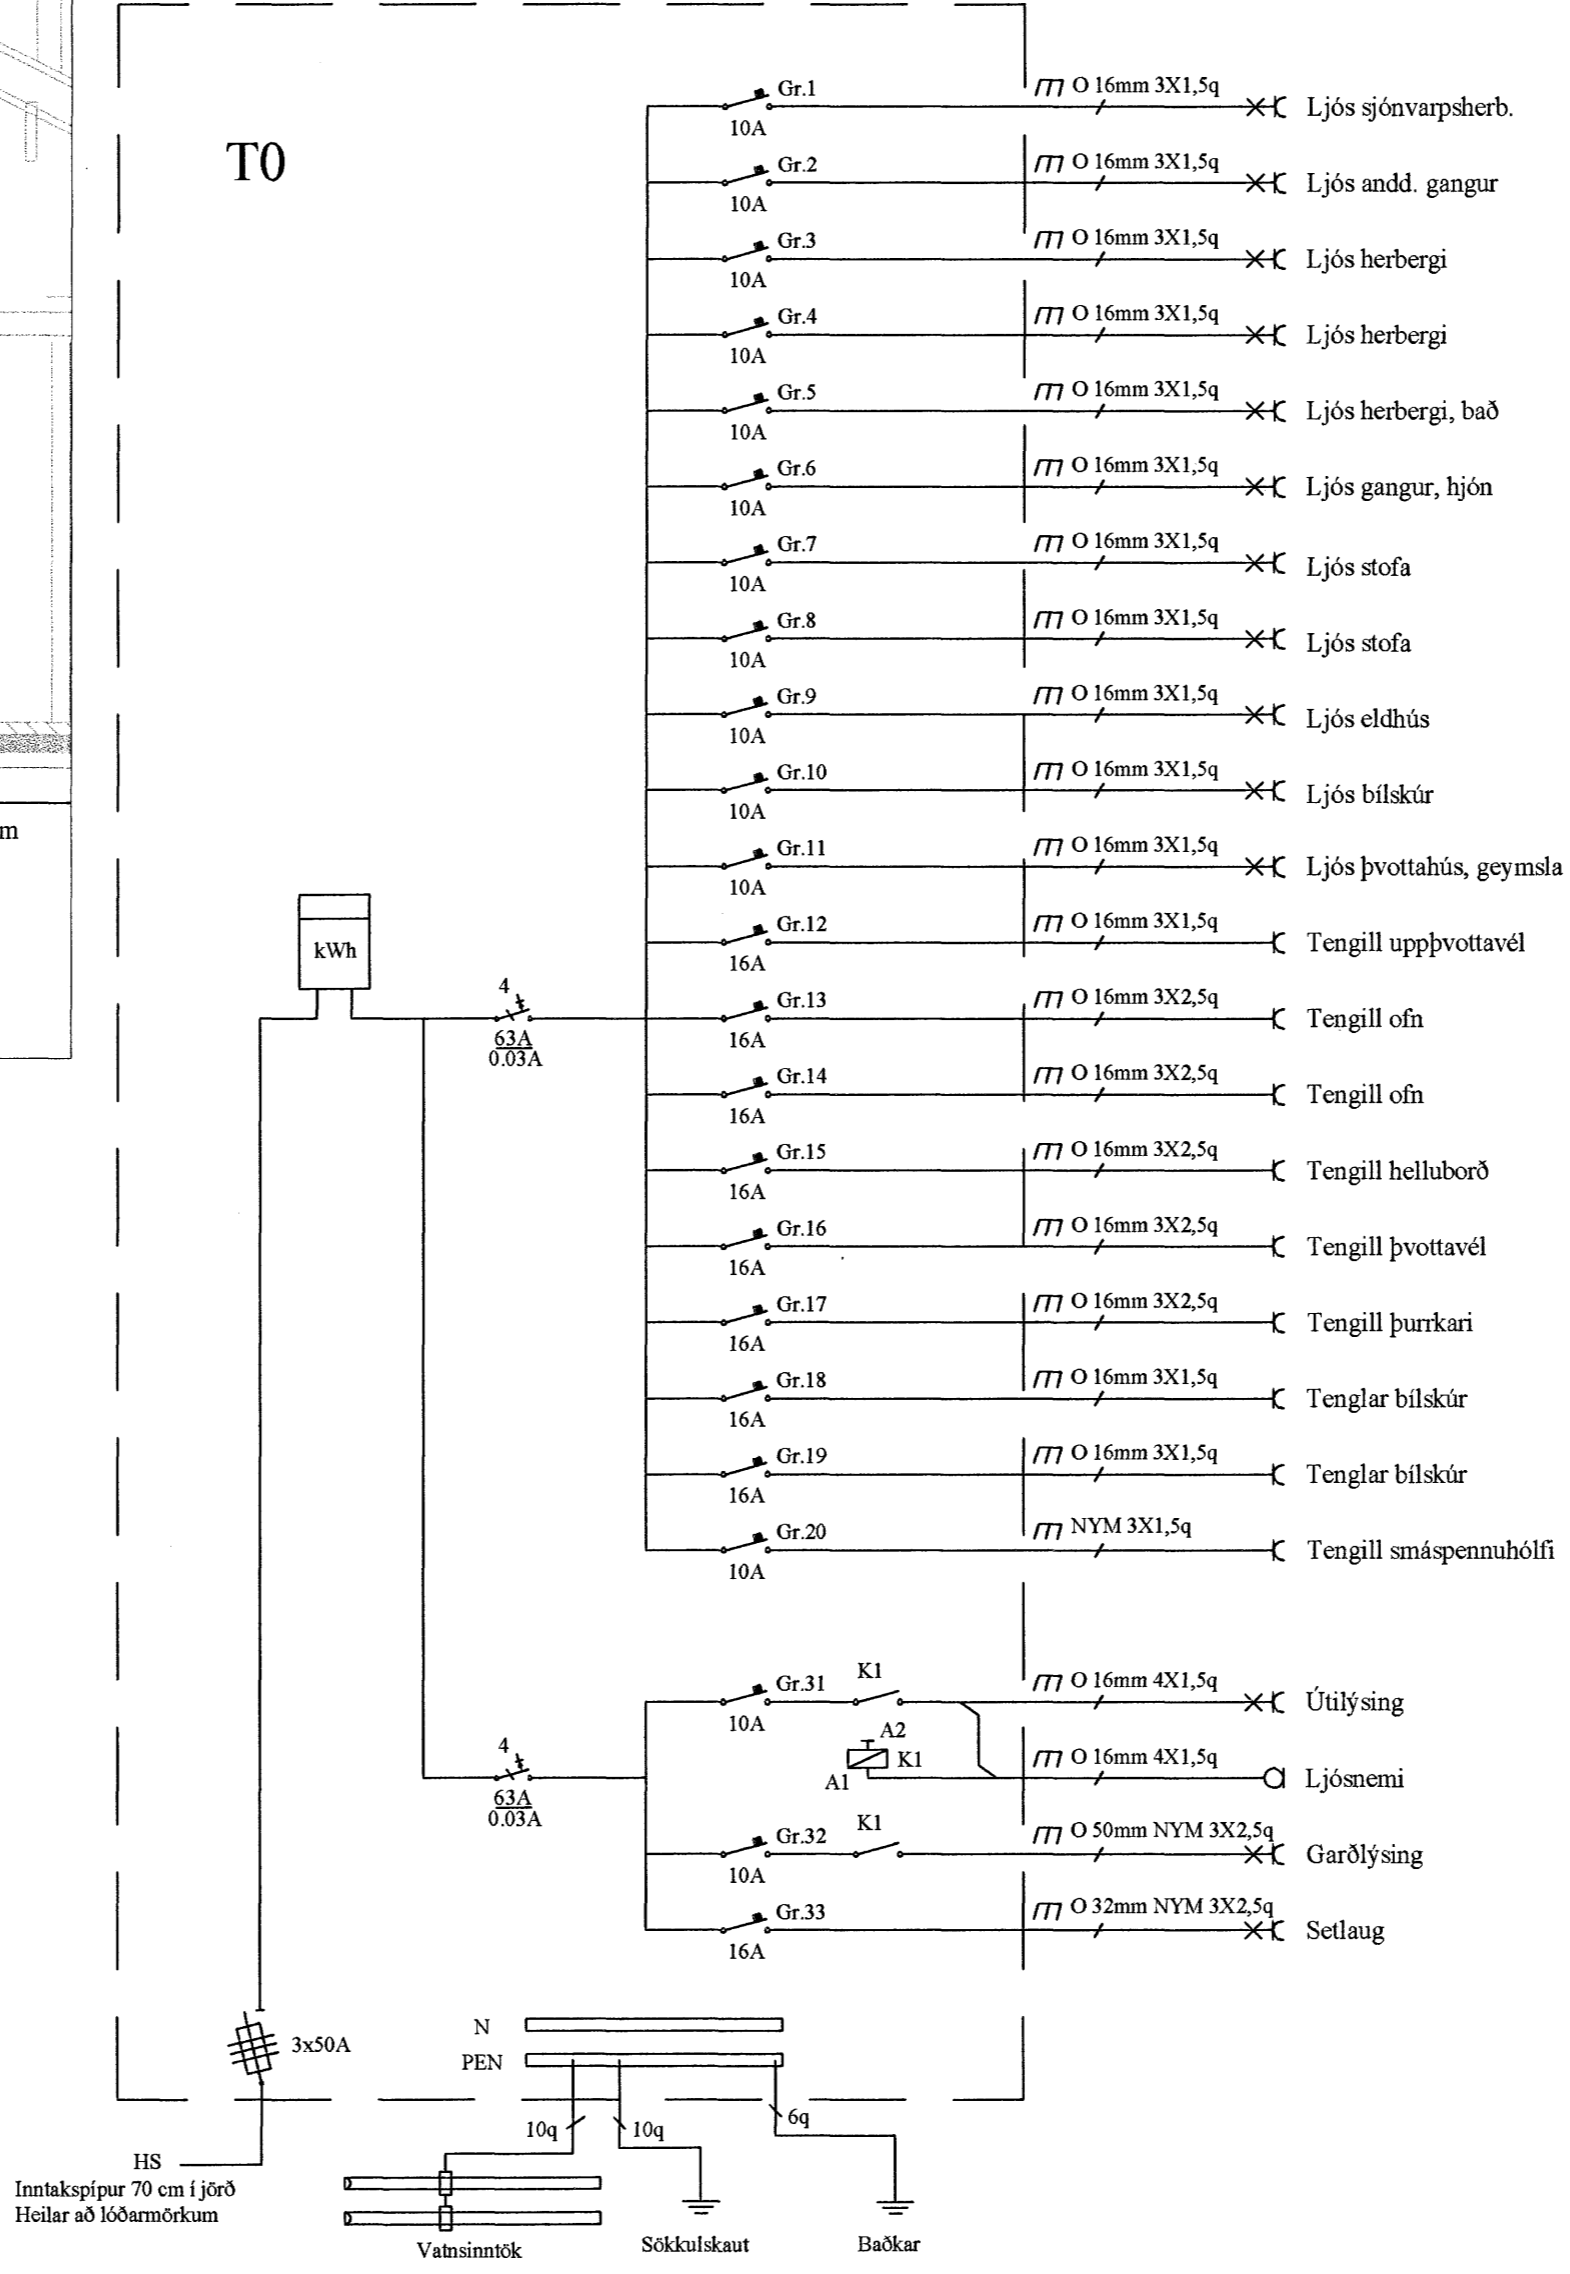 T0
Gr.1 O 16mm 3X1,5q
10A Ljós sjónvarpsherb.
Gr.2 O 16mm 3X1,5q
10A Ljós andd. gangur
Gr.3 O 16mm 3X1,5q
10A Ljós herbergi
Gr.4 O 16mm 3X1,5q
10A Ljós herbergi
Gr.5 O 16mm 3X1,5q
10A Ljós herbergi, bað
Gr.6 O 16mm 3X1,5q
10A Ljós gangur, hjón
Gr.7 O 16mm 3X1,5q
10A Ljós stofa
Gr.8 O 16mm 3X1,5q
10A Ljós stofa
Gr.9 O 16mm 3X1,5q
10A Ljós eldhús
Gr.10 O 16mm 3X1,5q
10A Ljós bílskúr
m
Gr.11 O 16mm 3X1,5q
10A Ljós þvottahús, geymsla
Gr.12 O 16mm 3X1,5q
16A Tengill uppþvottavél
kWh
4
63A
0.03A
Gr.13 O 16mm 3X2,5q
16A Tengill ofn
Gr.14 O 16mm 3X2,5q
16A Tengill ofn
Gr.15 O 16mm 3X2,5q
16A Tengill helluborð
Gr.16 O 16mm 3X2,5q
16A Tengill þvottavél
Gr.17 O 16mm 3X2,5q
16A Tengill þurrkari
Gr.18 O 16mm 3X1,5q
16A Tenglar bílskúr
Gr.19 O 16mm 3X1,5q
16A Tenglar bílskúr
Gr.20 NYM 3X1,5q
10A Tengill smáspennuhólfi
Gr.31 K1 O 16mm 4X1,5q
10A Útilýsing
4
63A
0.03A
A2
K1
A1
O 16mm 4X1,5q
Ljósnemi
Gr.32 K1 O 50mm NYM 3X2,5q
10A Garðlýsing
Gr.33 O 32mm NYM 3X2,5q
16A Setlaug
3x50A
N
PEN
10q 10q 6q
HS
Inntakspípur 70 cm í jörð
Heilar að lóðarmörkum
Vatnsinntök
Sökkulskaut
Baðkar